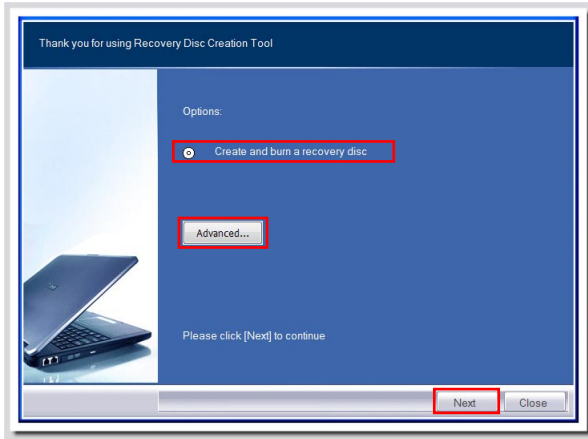 Thank you for using Recovery Disc Creation Tool
Options:
Create and burn a recovery disc
Advanced...
Please click [Next] to continue
Next Close